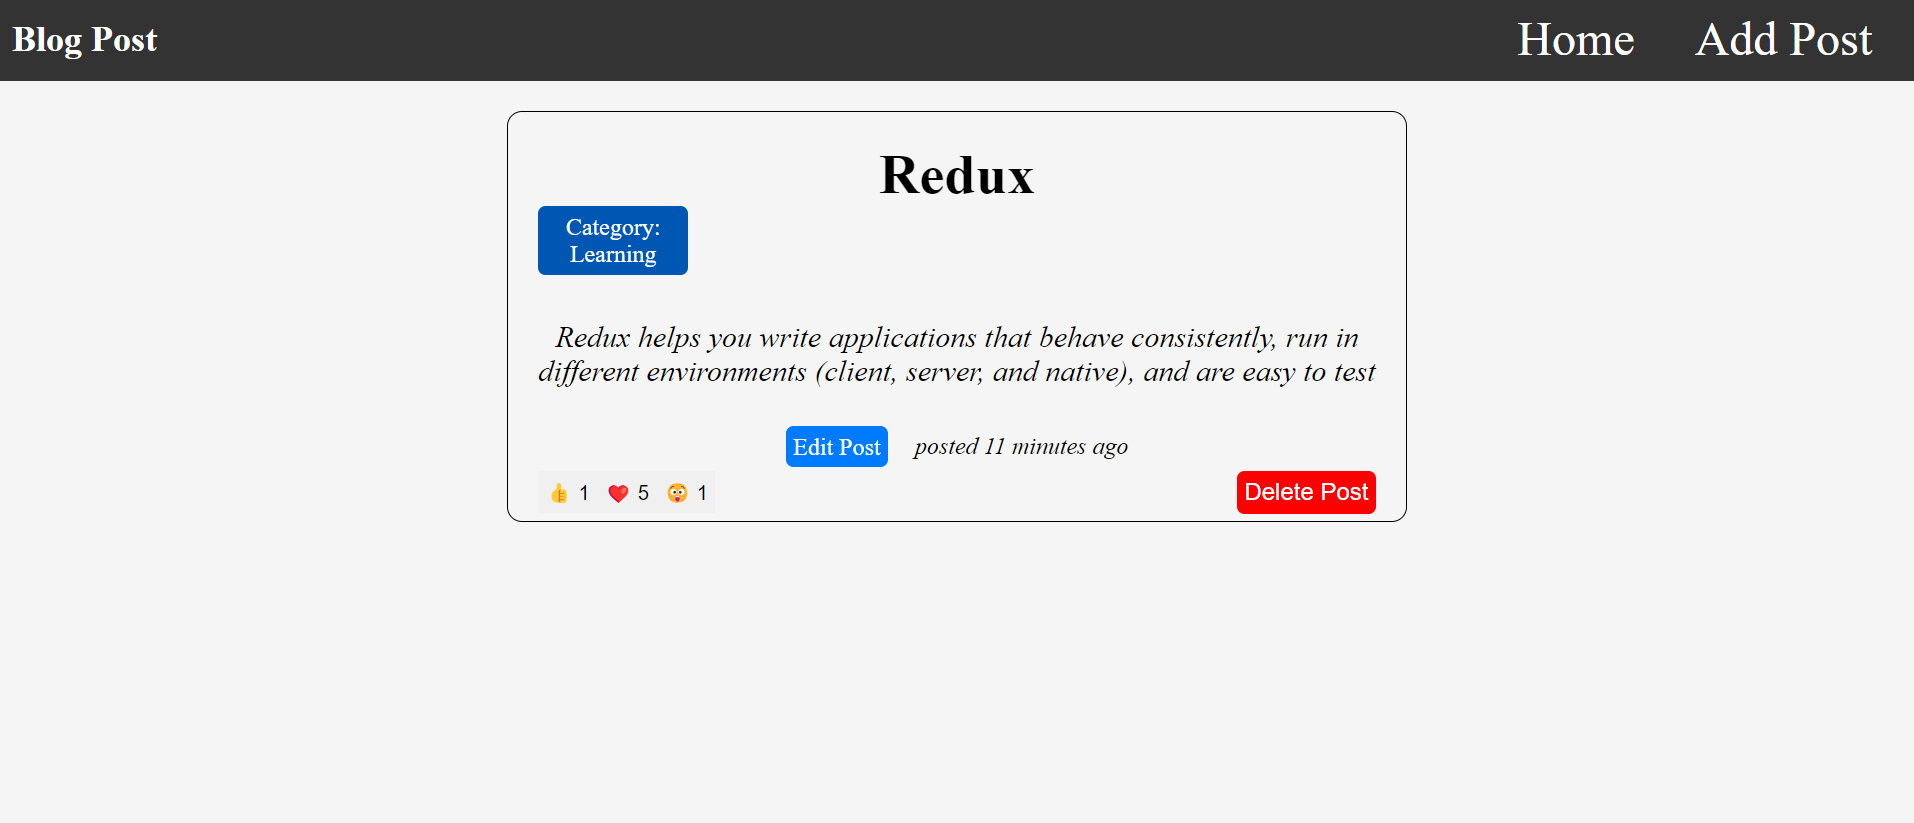 Blog Post
Home
Add Post
Redux
Category:
Learning
Redux helps you write applications that behave consistently, run in
different environments (client, server, and native), and are easy to test
Edit Post
posted 11 minutes ago
👍 1 ❤️ 5 😲 1
Delete Post